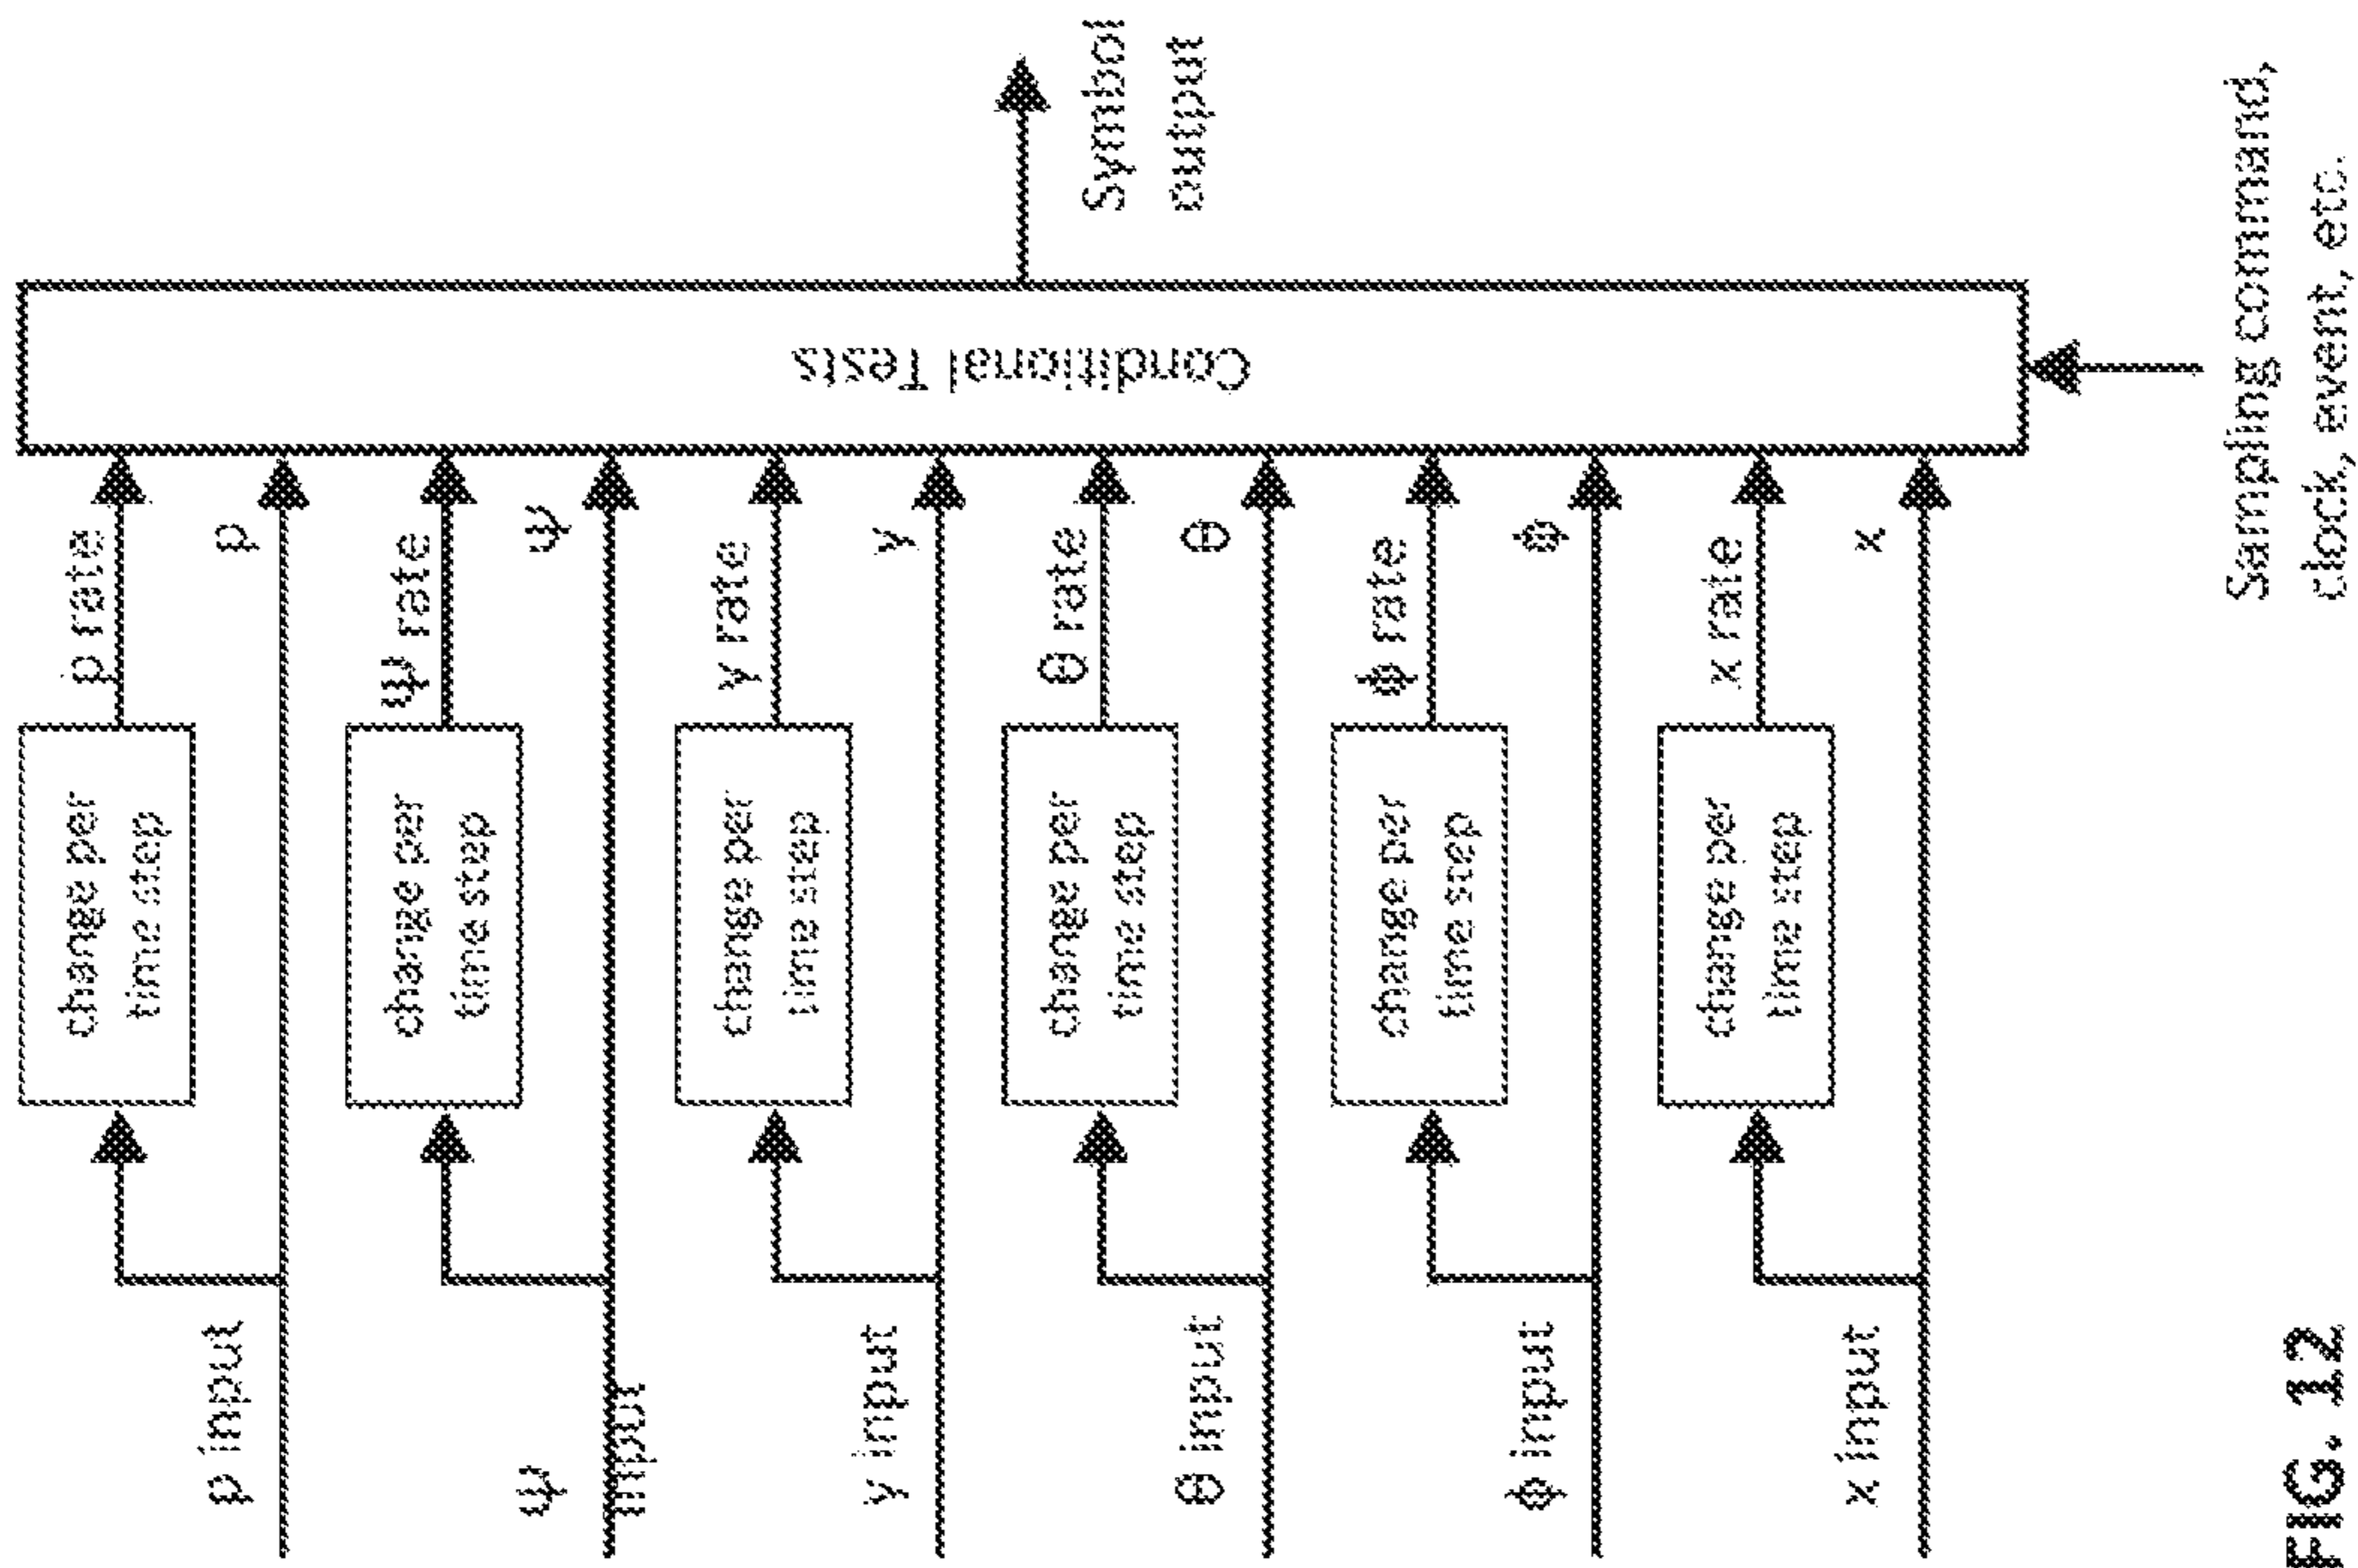 p rate
change per
time step
p input
p
Ψ rate
change per
time step
ψ
input
ψ
y rate
change per
time step
y input
y
θ rate
change per
time step
θ input
θ
ϕ rate
change per
time step
ϕ input
ϕ
x rate
change per
time step
x input
x
Conditional Tests
Symbol
output
Sampling command,
clock, event, etc.
FIG. 12